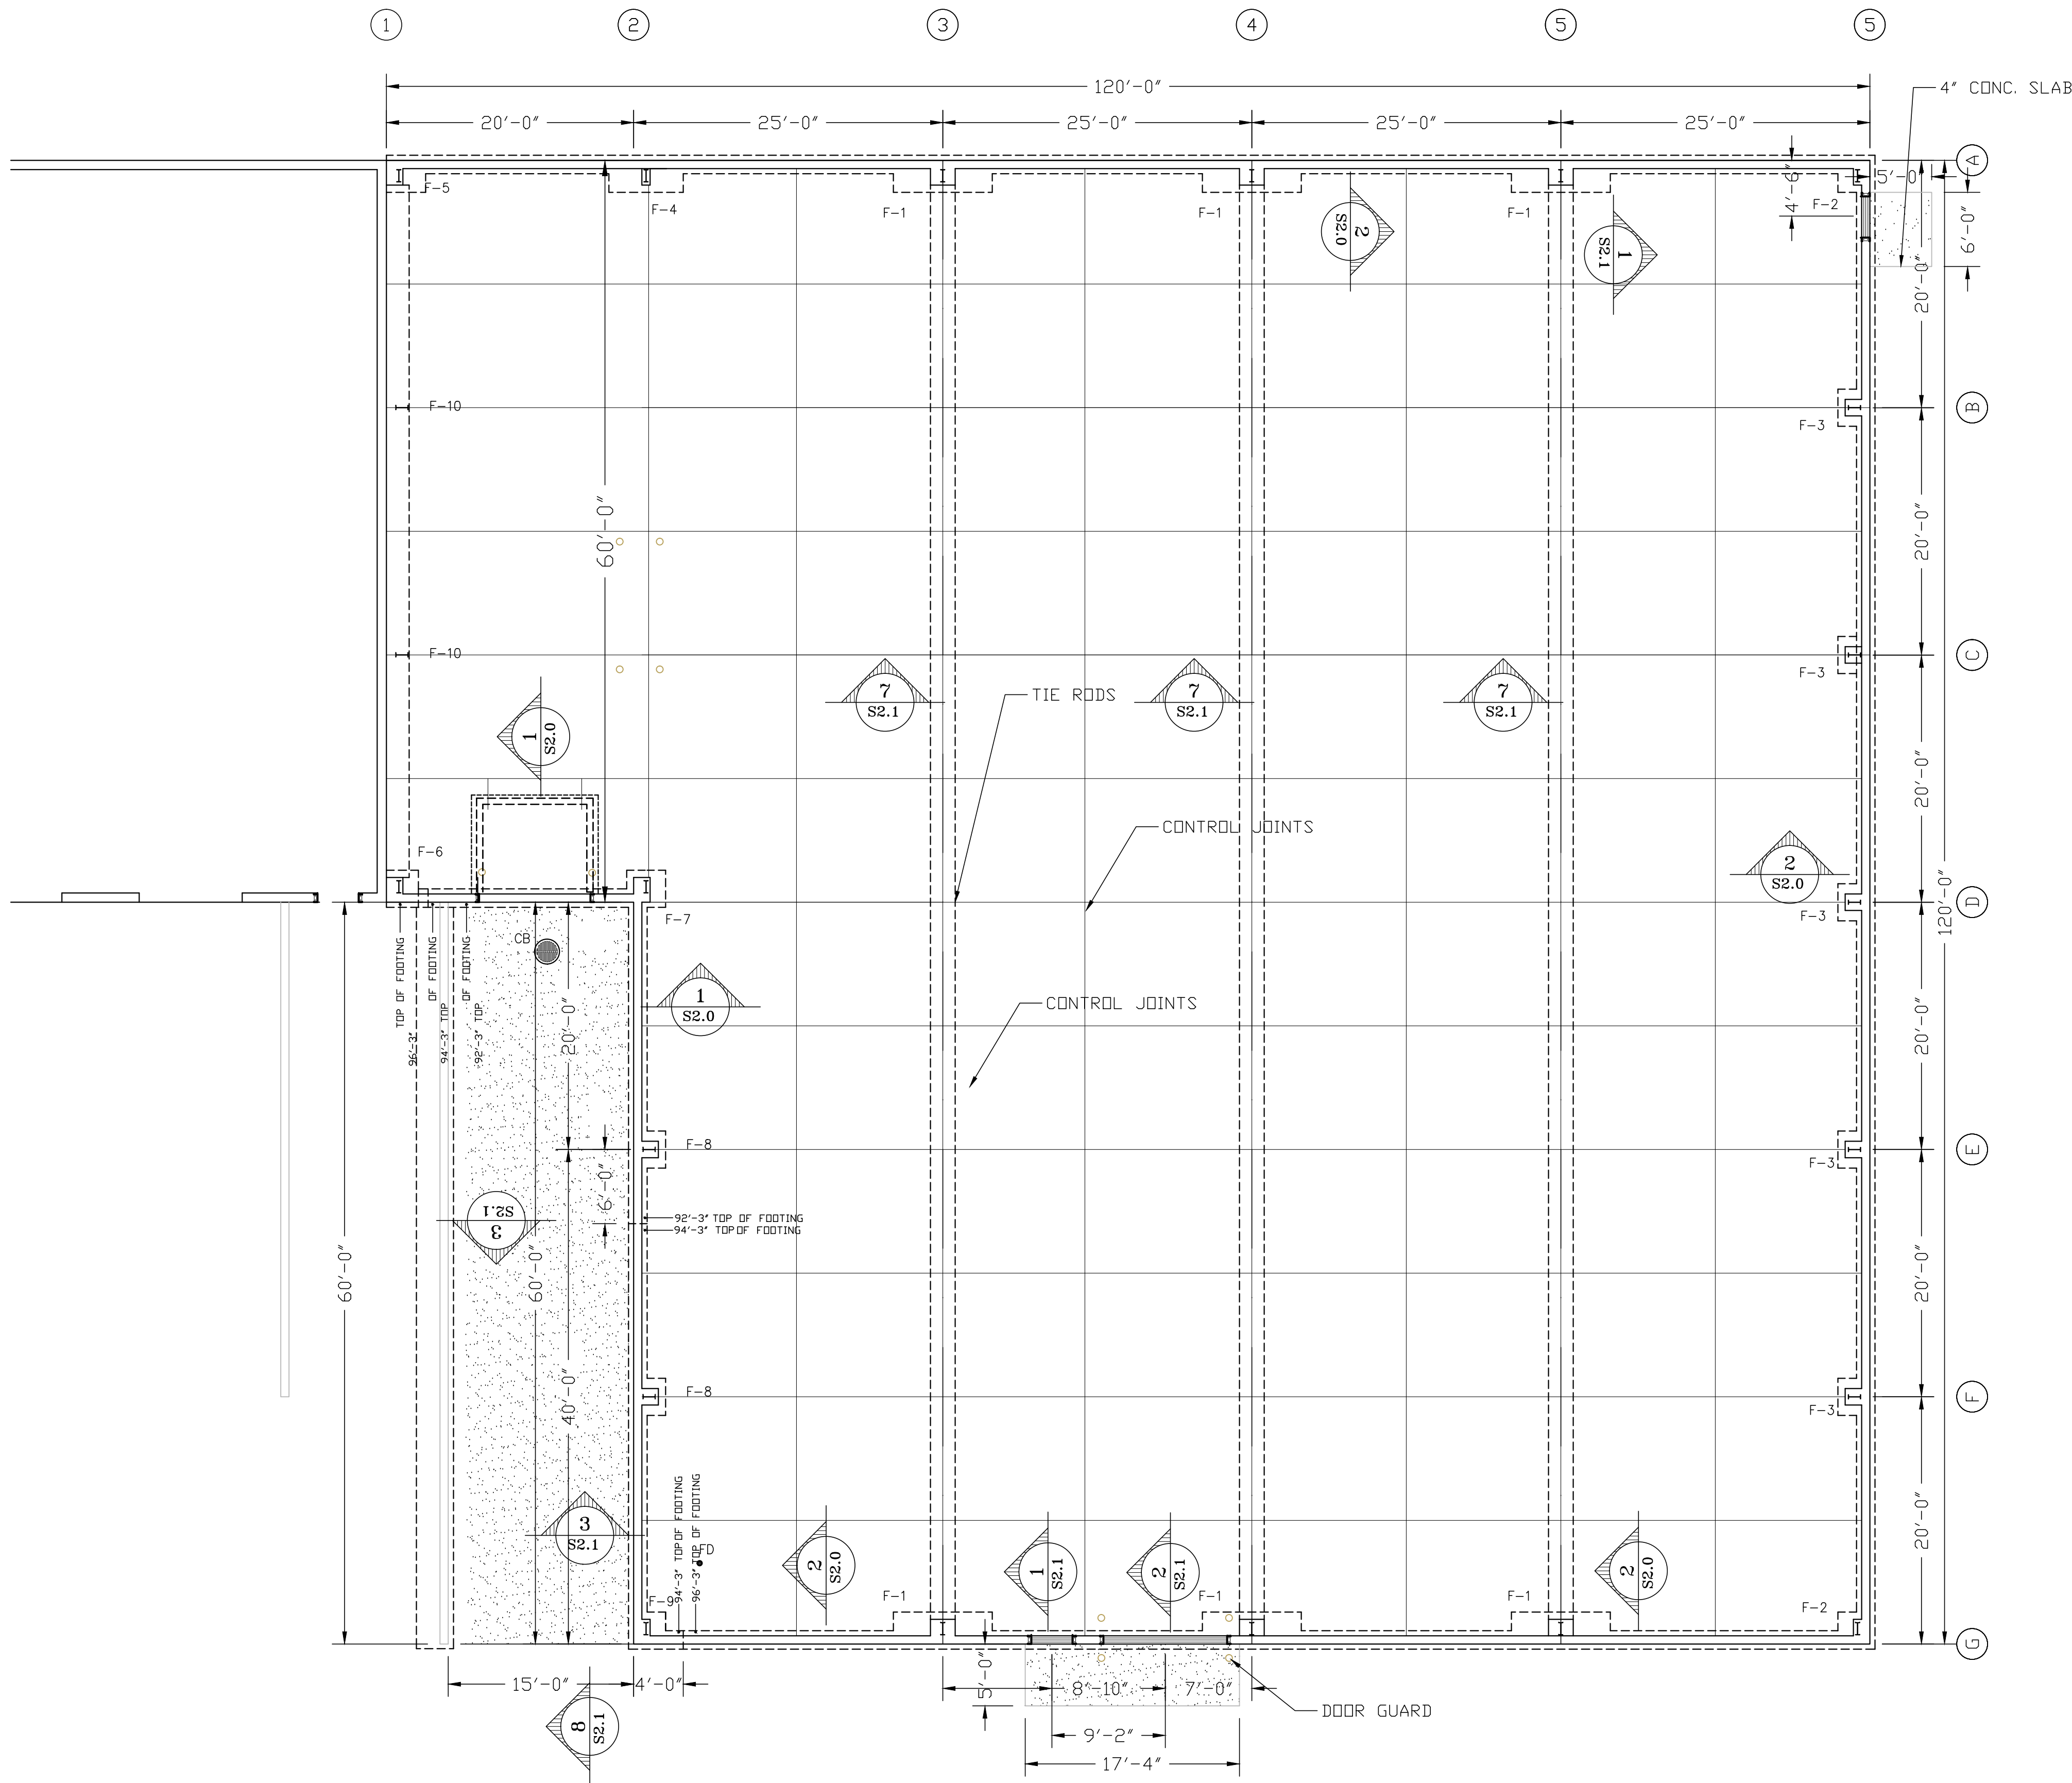 1 2 3 4 5 5
120'-0"
4" CONC. SLAB
20'-0" 25'-0" 25'-0" 25'-0" 25'-0"
A
5'-0"
4'-6"
F-5
F-4 F-1 F-1 F-1 F-2
6'-0"
2
S2.0
1
S2.1
20'-0"
F-10
B
F-3
60'-0"
20'-0"
F-10
C
F-3
7
S2.1
7
S2.1
7
S2.1
TIE RODS
1
S2.0
20'-0"
CONTROL JOINTS
F-6
2
S2.0
D
F-7
F-3
120'-0"
CB
TOP OF FOOTING
96'-3"
OF FOOTING
94'-3" TOP
OF FOOTING
92'-3" TOP
1
S2.0
CONTROL JOINTS
20'-0"
20'-0"
F-8
E
F-3
6'-0"
3
S2.1
92'-3" TOP OF FOOTING
94'-3" TOP OF FOOTING
60'-0"
60'-0"
20'-0"
40'-0"
F-8
F
F-3
94'-3" TOP OF FOOTING
96'-3" TOP OF FOOTING
20'-0"
3
S2.1
FD
2
S2.0
1
S2.1
2
S2.1
2
S2.0
F-9
F-1 F-1 F-1 F-2
G
15'-0" 4'-0"
5'-0"
8'-10" 7'-0"
DOOR GUARD
8
S2.1
9'-2"
17'-4"